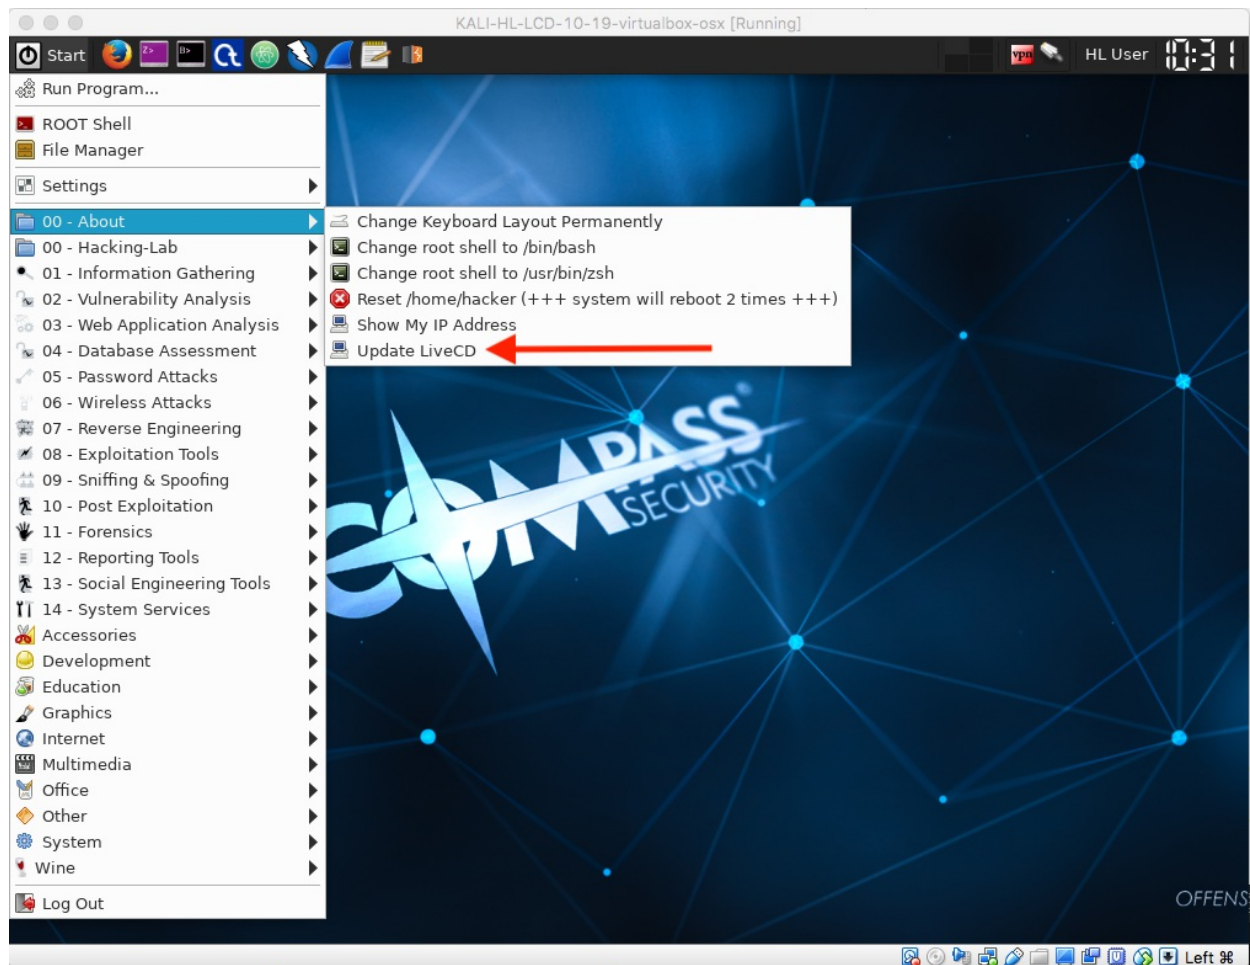 KALI-HL-LCD-10-19-virtualbox-osx [Running]
Start
vpn
HL User
10:31
Run Program...
ROOT Shell
File Manager
Settings
00 - About
00 - Hacking-Lab
01 - Information Gathering
02 - Vulnerability Analysis
03 - Web Application Analysis
04 - Database Assessment
05 - Password Attacks
06 - Wireless Attacks
07 - Reverse Engineering
08 - Exploitation Tools
09 - Sniffing & Spoofing
10 - Post Exploitation
11 - Forensics
12 - Reporting Tools
13 - Social Engineering Tools
14 - System Services
Accessories
Development
Education
Graphics
Internet
Multimedia
Office
Other
System
Wine
Log Out
Change Keyboard Layout Permanently
Change root shell to /bin/bash
Change root shell to /usr/bin/zsh
Reset /home/hacker (+++ system will reboot 2 times +++)
Show My IP Address
Update LiveCD
COMPASS
SECURITY
OFFENS
Left ⌘